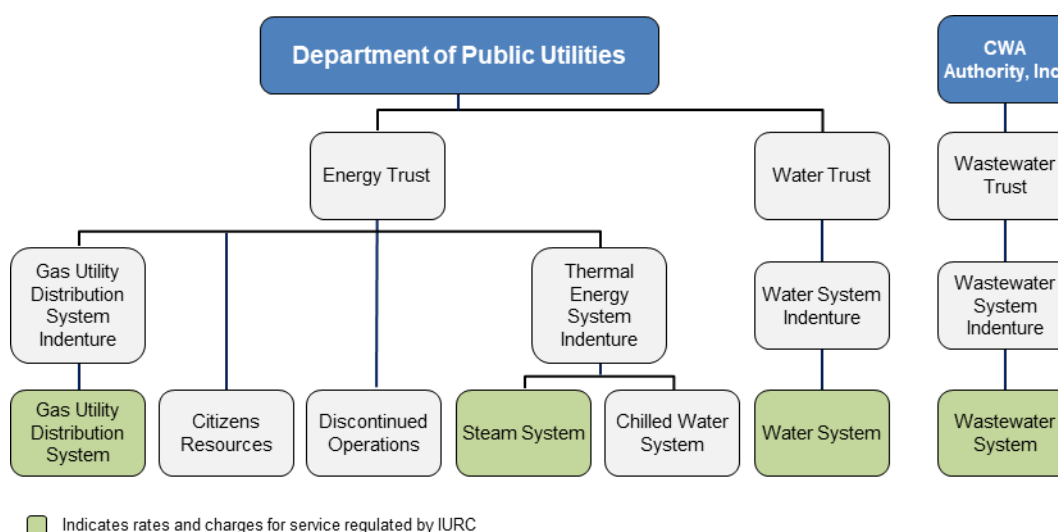 Department of Public Utilities
CWA
Authority, Inc.
Energy Trust
Water Trust
Wastewater
Trust
Gas Utility
Distribution
System
Indenture
Thermal
Energy
System
Indenture
Water System
Indenture
Wastewater
System
Indenture
Gas Utility
Distribution
System
Citizens
Resources
Discontinued
Operations
Steam System
Chilled Water
System
Water System
Wastewater
System
Indicates rates and charges for service regulated by IURC